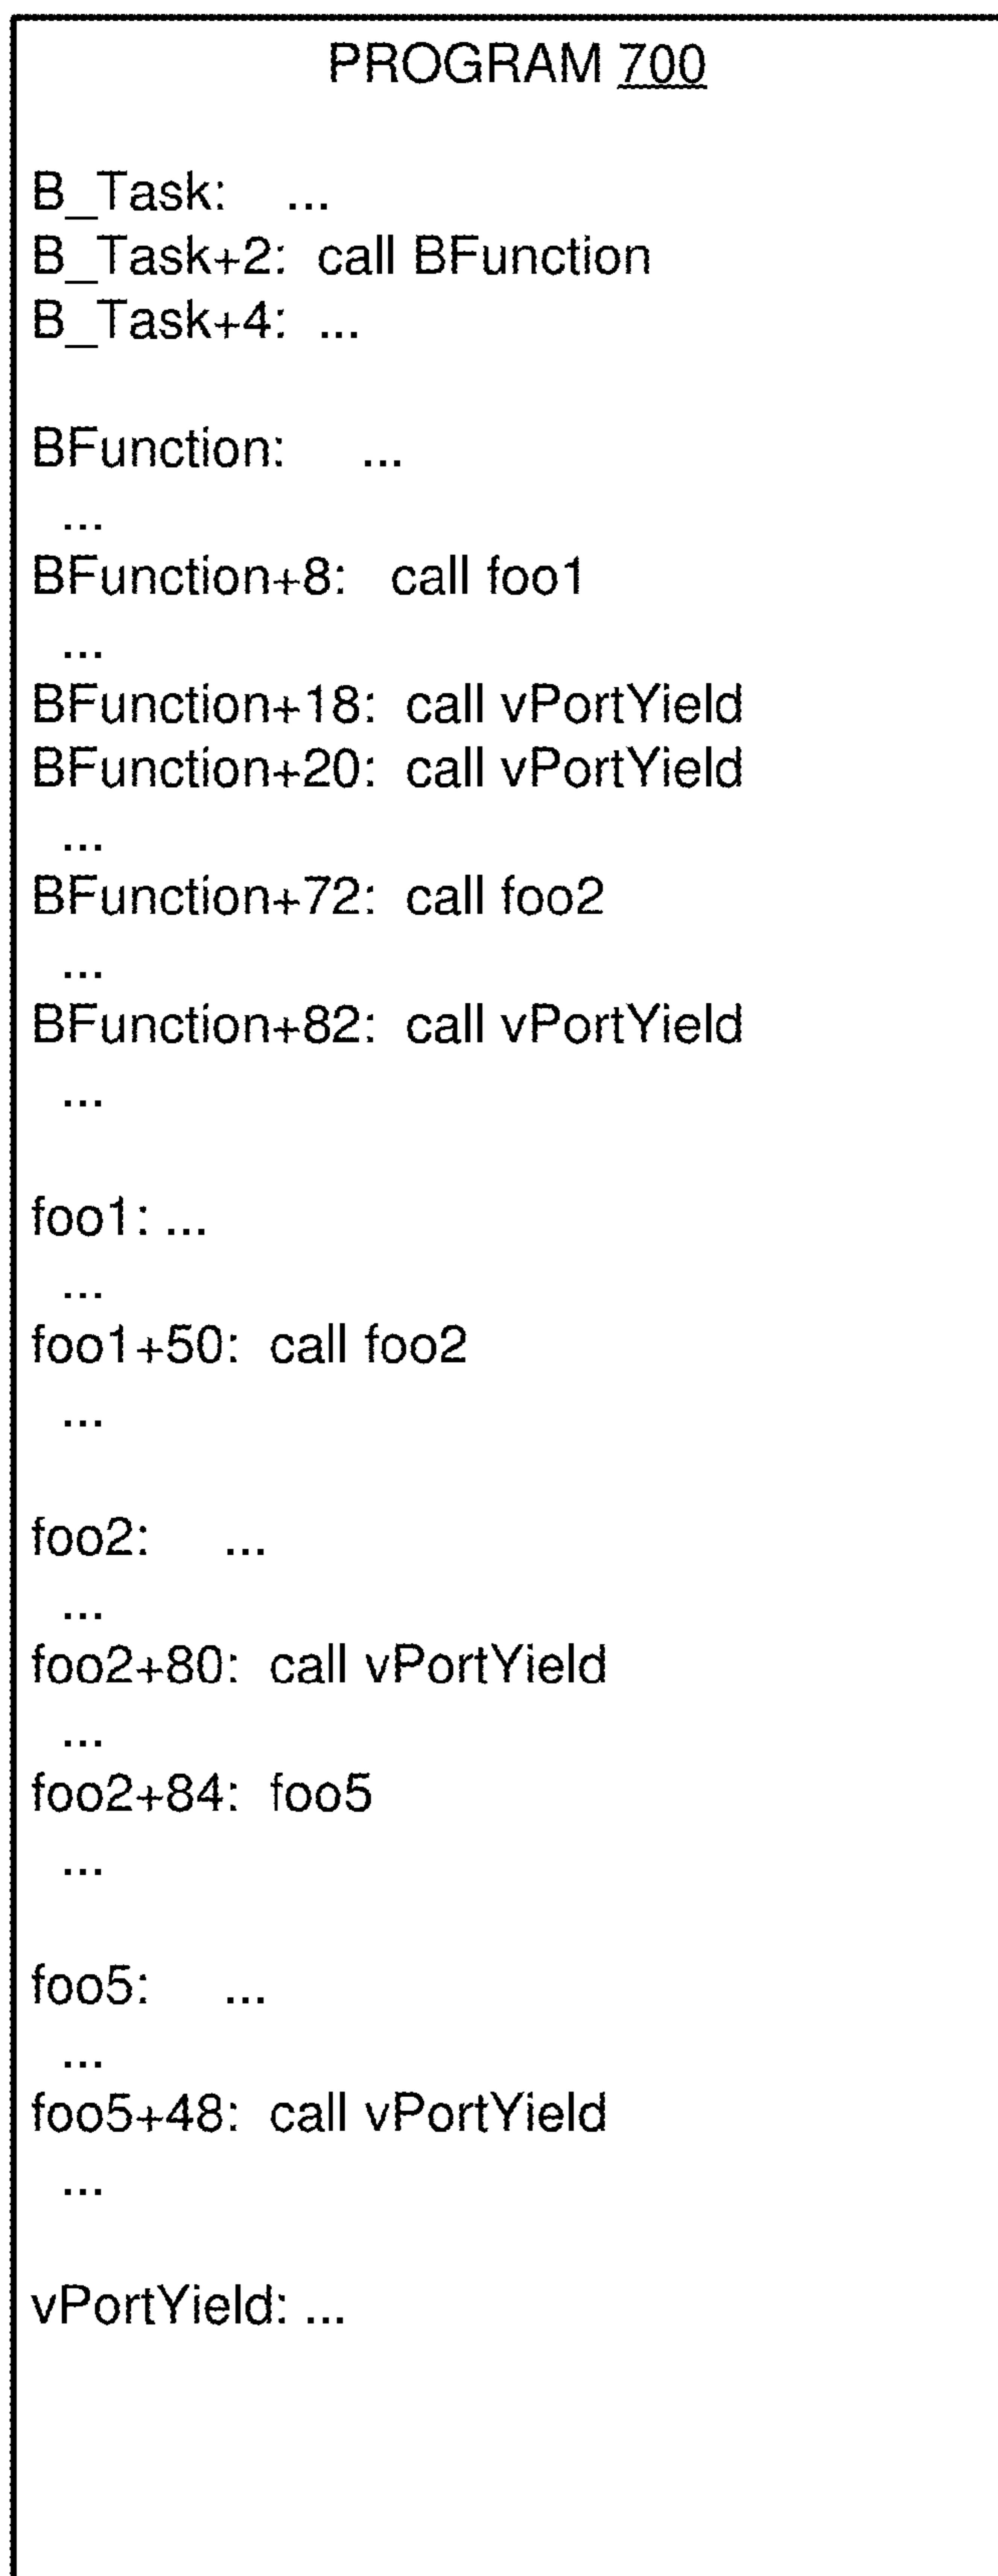 PROGRAM 700
B_Task: ...
B_Task+2: call BFunction
B_Task+4: ...
BFunction: ...
...
BFunction+8: call foo1
...
BFunction+18: call vPortYield
BFunction+20: call vPortYield
...
BFunction+72: call foo2
...
BFunction+82: call vPortYield
...
foo1: ...
...
foo1+50: call foo2
...
foo2: ...
...
foo2+80: call vPortYield
...
foo2+84: foo5
...
foo5: ...
...
foo5+48: call vPortYield
...
vPortYield: ...